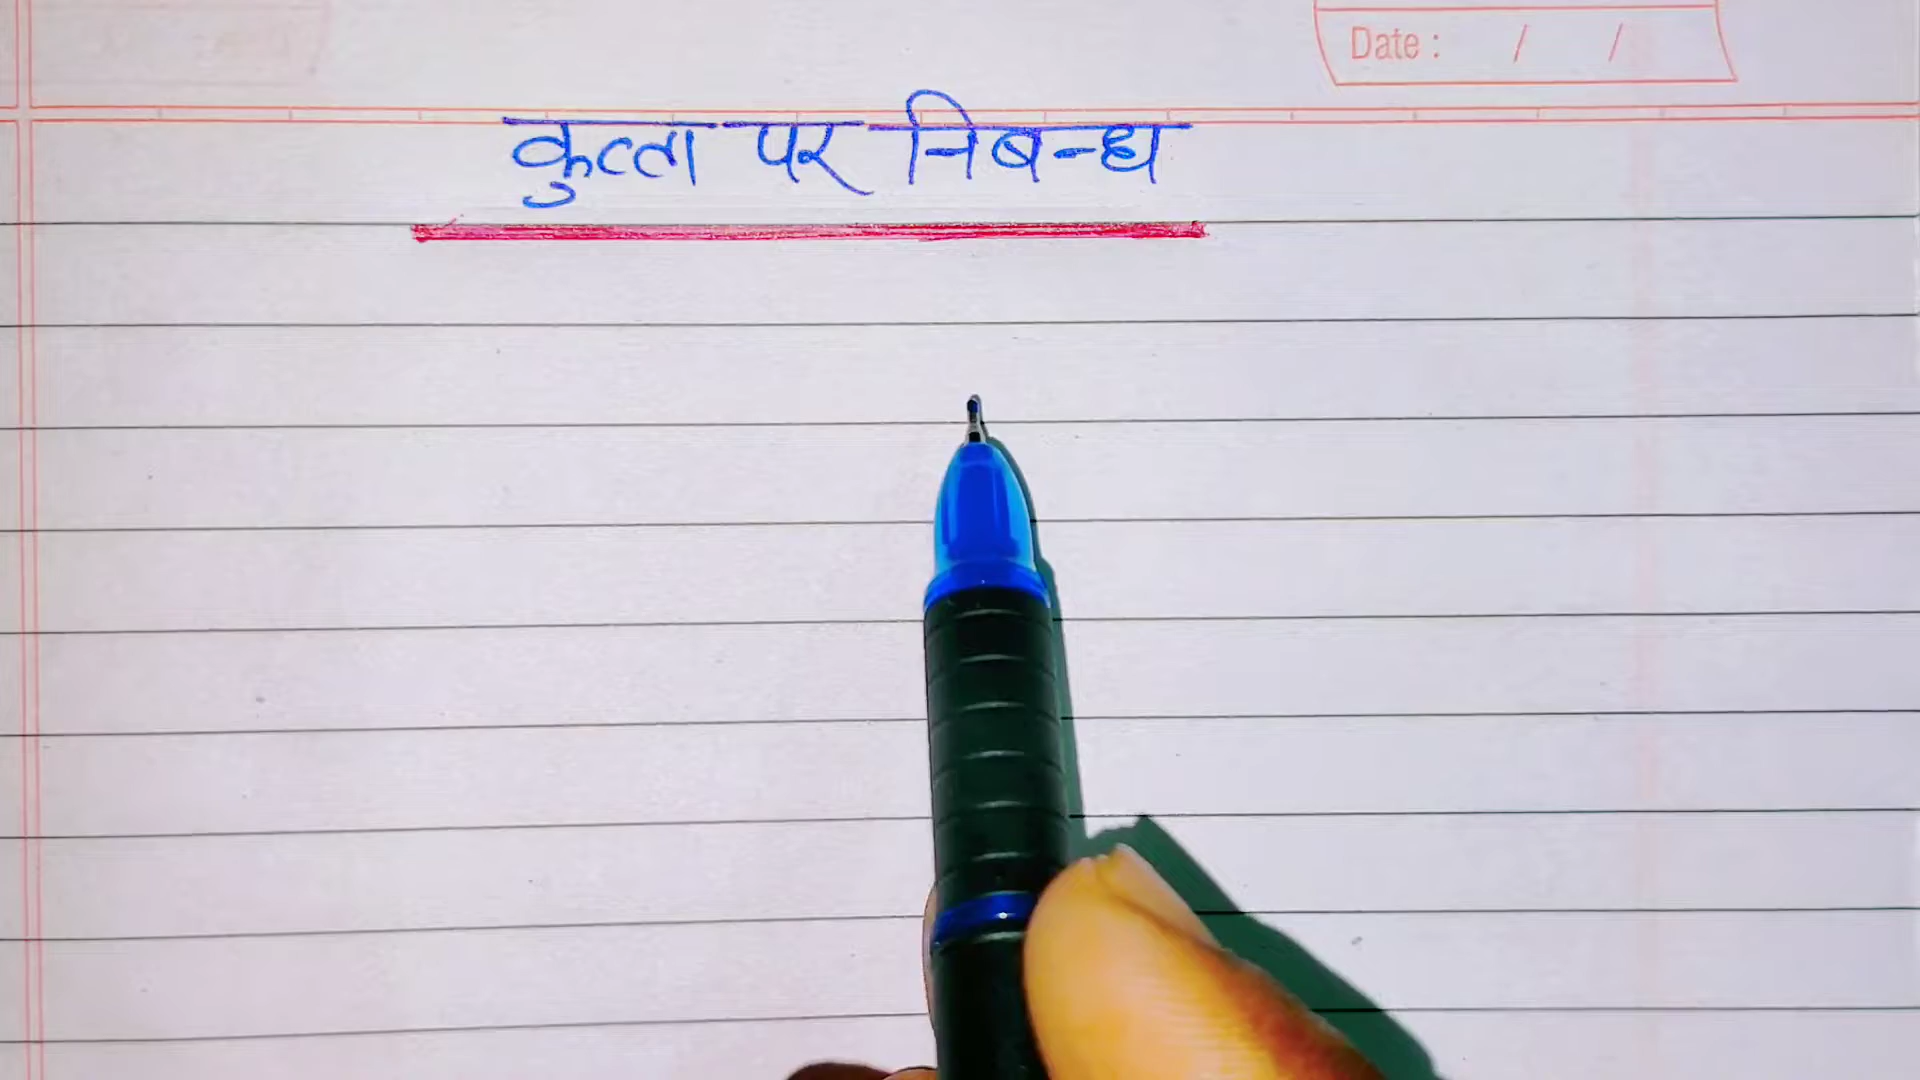 Date : / /
कुत्ता पर निबन्ध